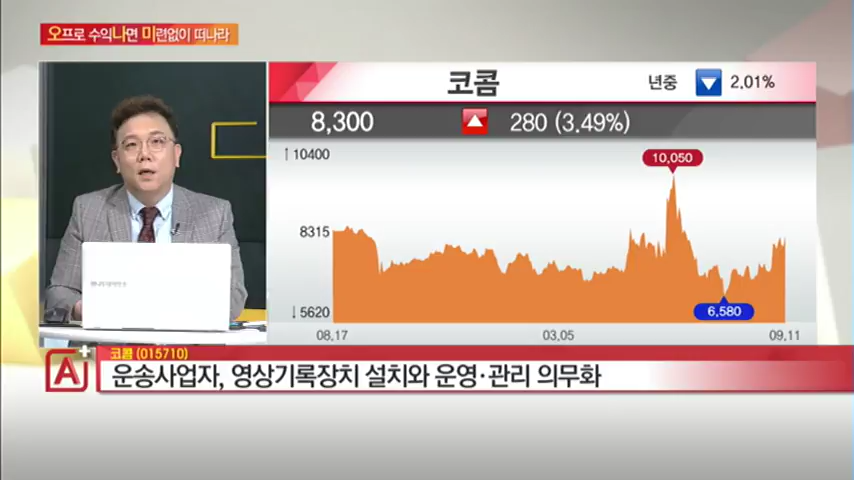 오프로 수익나면 미련없이 떠나라
코콤
년중 ▼ 2.01%
8,300 ▲ 280 (3.49%)
↑10400
10,050
8315
↓5620
6,580
08.17 03.05 09.11
A+
코콤 (015710)
운송사업자, 영상기록장치 설치와 운영·관리 의무화